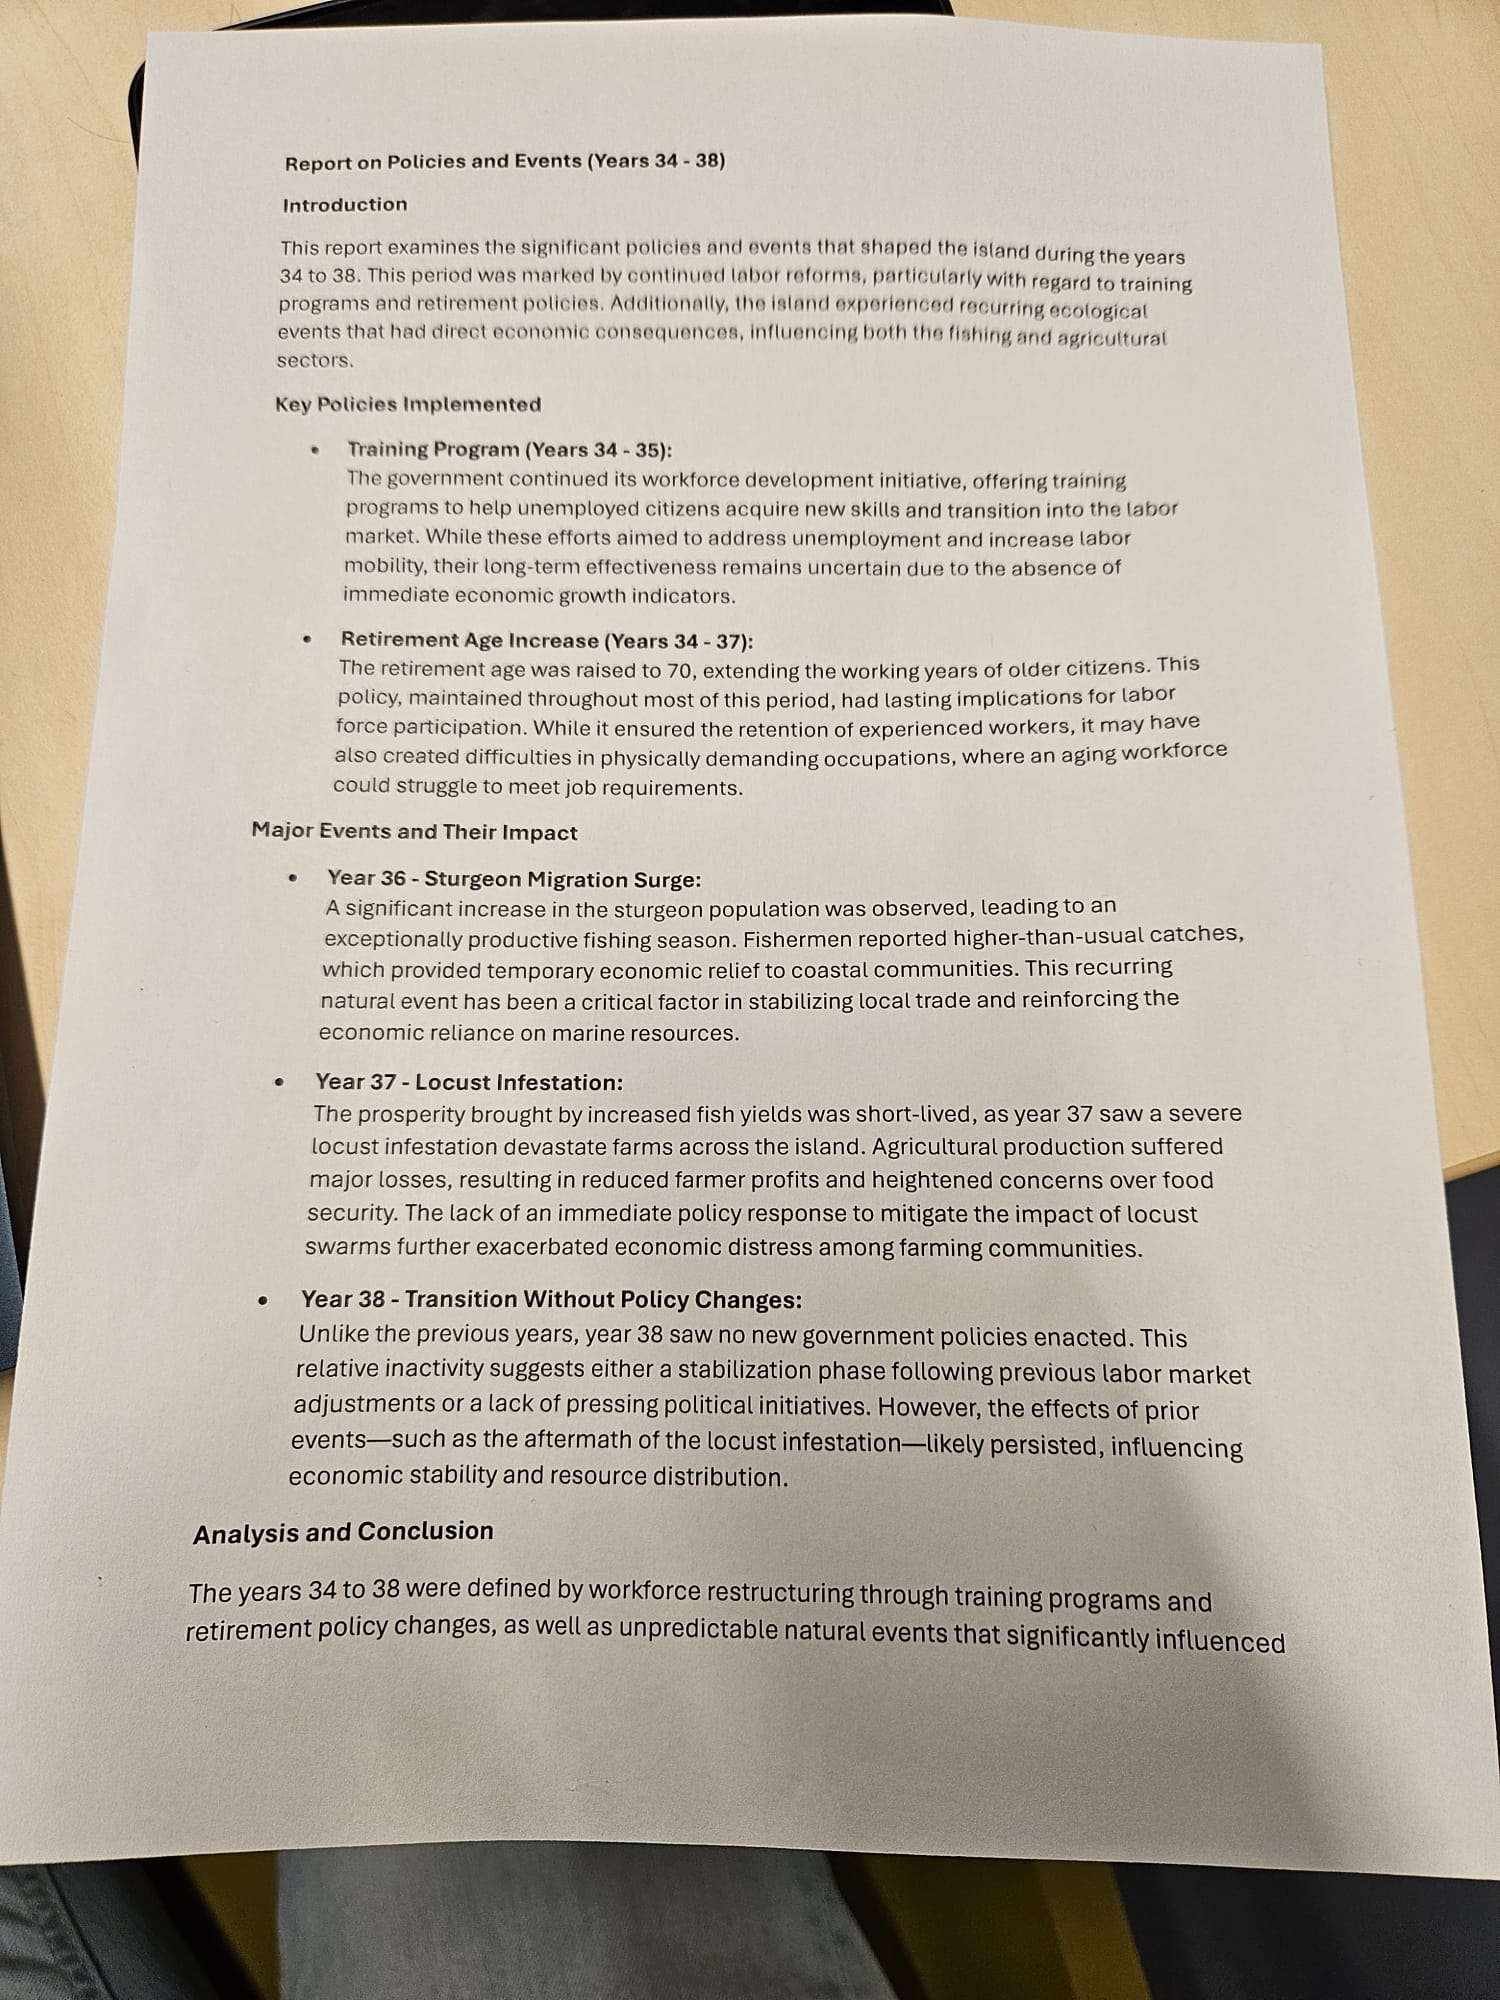 Report on Policies and Events (Years 34 - 38)
Introduction
This report examines the significant policies and events that shaped the island during the years
34 to 38. This period was marked by continued labor reforms, particularly with regard to training
programs and retirement policies. Additionally, the island experienced recurring ecological
events that had direct economic consequences, influencing both the fishing and agricultural
sectors.
Key Policies Implemented
• Training Program (Years 34 - 35):
The government continued its workforce development initiative, offering training
programs to help unemployed citizens acquire new skills and transition into the labor
market. While these efforts aimed to address unemployment and increase labor
mobility, their long-term effectiveness remains uncertain due to the absence of
immediate economic growth indicators.
• Retirement Age Increase (Years 34 - 37):
The retirement age was raised to 70, extending the working years of older citizens. This
policy, maintained throughout most of this period, had lasting implications for labor
force participation. While it ensured the retention of experienced workers, it may have
also created difficulties in physically demanding occupations, where an aging workforce
could struggle to meet job requirements.
Major Events and Their Impact
• Year 36 - Sturgeon Migration Surge:
A significant increase in the sturgeon population was observed, leading to an
exceptionally productive fishing season. Fishermen reported higher-than-usual catches,
which provided temporary economic relief to coastal communities. This recurring
natural event has been a critical factor in stabilizing local trade and reinforcing the
economic reliance on marine resources.
• Year 37 - Locust Infestation:
The prosperity brought by increased fish yields was short-lived, as year 37 saw a severe
locust infestation devastate farms across the island. Agricultural production suffered
major losses, resulting in reduced farmer profits and heightened concerns over food
security. The lack of an immediate policy response to mitigate the impact of locust
swarms further exacerbated economic distress among farming communities.
• Year 38 - Transition Without Policy Changes:
Unlike the previous years, year 38 saw no new government policies enacted. This
relative inactivity suggests either a stabilization phase following previous labor market
adjustments or a lack of pressing political initiatives. However, the effects of prior
events—such as the aftermath of the locust infestation—likely persisted, influencing
economic stability and resource distribution.
Analysis and Conclusion
The years 34 to 38 were defined by workforce restructuring through training programs and
retirement policy changes, as well as unpredictable natural events that significantly influenced